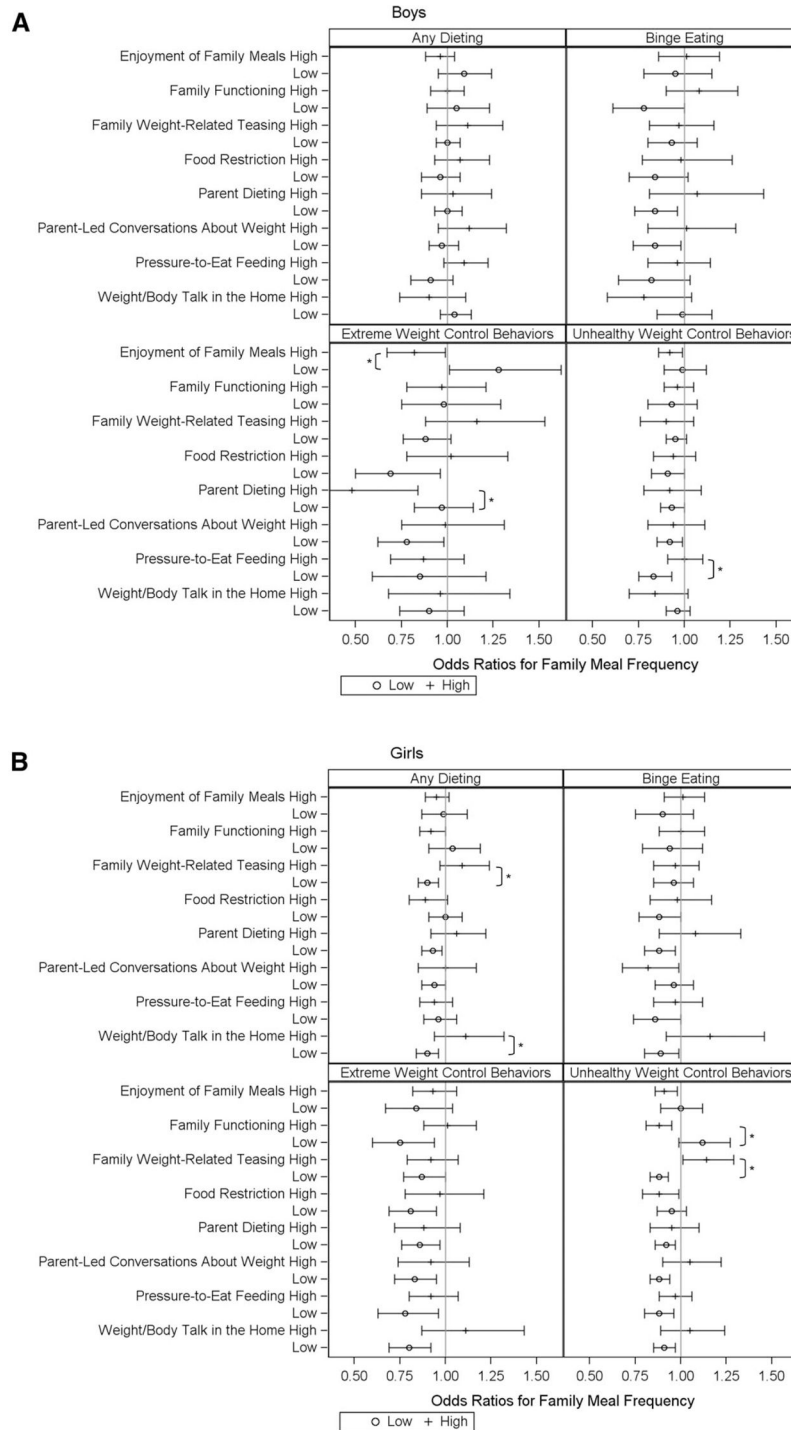 A
Boys
Any Dieting
Binge Eating
Enjoyment of Family Meals High
Low
Family Functioning High
Low
Family Weight-Related Teasing High
Low
Food Restriction High
Low
Parent Dieting High
Low
Parent-Led Conversations About Weight High
Low
Pressure-to-Eat Feeding High
Low
Weight/Body Talk in the Home High
Low
Extreme Weight Control Behaviors
Unhealthy Weight Control Behaviors
Enjoyment of Family Meals High
*
Low
Family Functioning High
Low
Family Weight-Related Teasing High
Low
Food Restriction High
Low
Parent Dieting High
*
Low
Parent-Led Conversations About Weight High
Low
Pressure-to-Eat Feeding High
*
Low
Weight/Body Talk in the Home High
Low
0.50 0.75 1.00 1.25 1.50 0.50 0.75 1.00 1.25 1.50
Odds Ratios for Family Meal Frequency
Low High
B
Girls
Any Dieting
Binge Eating
Enjoyment of Family Meals High
Low
Family Functioning High
Low
Family Weight-Related Teasing High
*
Low
Food Restriction High
Low
Parent Dieting High
Low
Parent-Led Conversations About Weight High
Low
Pressure-to-Eat Feeding High
Low
Weight/Body Talk in the Home High
*
Low
Extreme Weight Control Behaviors
Unhealthy Weight Control Behaviors
Enjoyment of Family Meals High
Low
Family Functioning High
*
Low
Family Weight-Related Teasing High
*
Low
Food Restriction High
Low
Parent Dieting High
Low
Parent-Led Conversations About Weight High
Low
Pressure-to-Eat Feeding High
Low
Weight/Body Talk in the Home High
Low
0.50 0.75 1.00 1.25 1.50 0.50 0.75 1.00 1.25 1.50
Odds Ratios for Family Meal Frequency
Low High